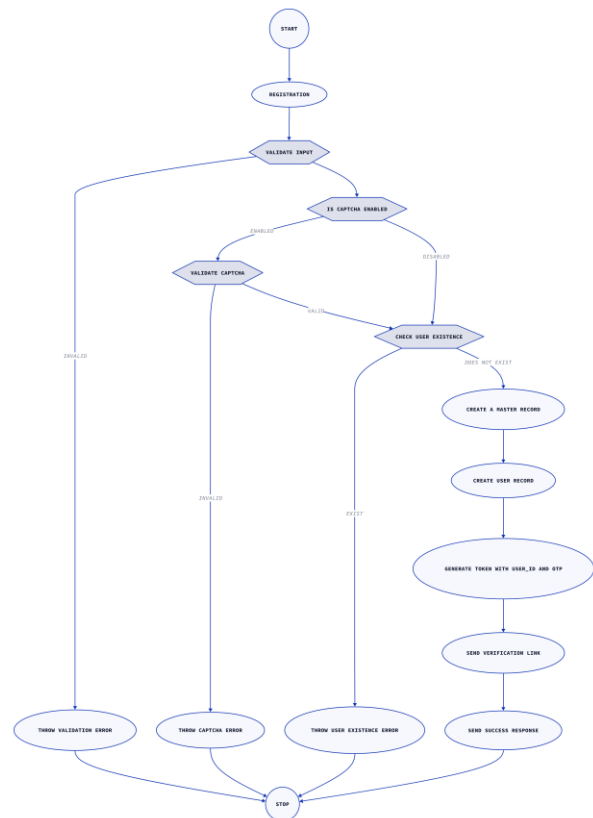 START
REGISTRATION
VALIDATE INPUT
IS CAPTCHA ENABLED
ENABLED
DISABLED
VALIDATE CAPTCHA
VALID
CHECK USER EXISTENCE
INVALID
DOES NOT EXIST
CREATE A MASTER RECORD
CREATE USER RECORD
INVALID
EXIST
GENERATE TOKEN WITH USER_ID AND OTP
SEND VERIFICATION LINK
THROW VALIDATION ERROR
THROW CAPTCHA ERROR
THROW USER EXISTENCE ERROR
SEND SUCCESS RESPONSE
STOP